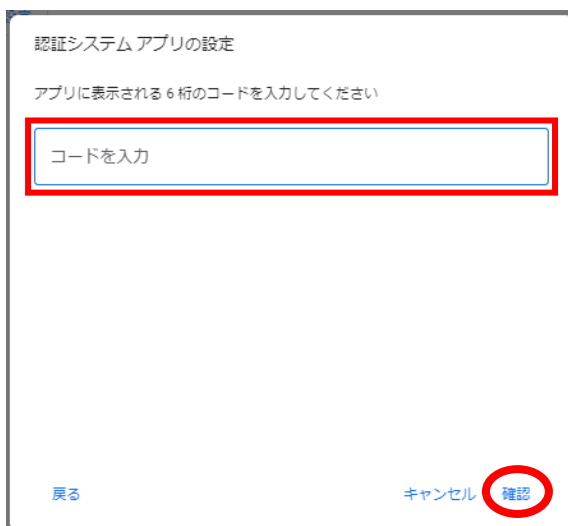 認証システム アプリの設定
アプリに表示される 6 桁のコードを入力してください
コードを入力
戻る キャンセル 確認